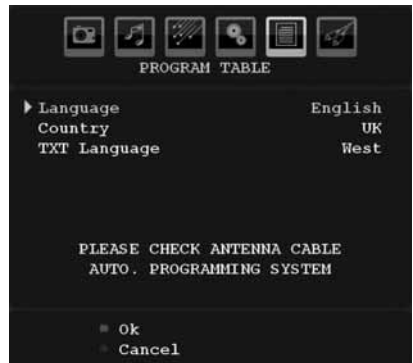 PROGRAM TABLE
Language English
Country UK
TXT Language West
PLEASE CHECK ANTENNA CABLE
AUTO. PROGRAMMING SYSTEM
Ok
Cancel